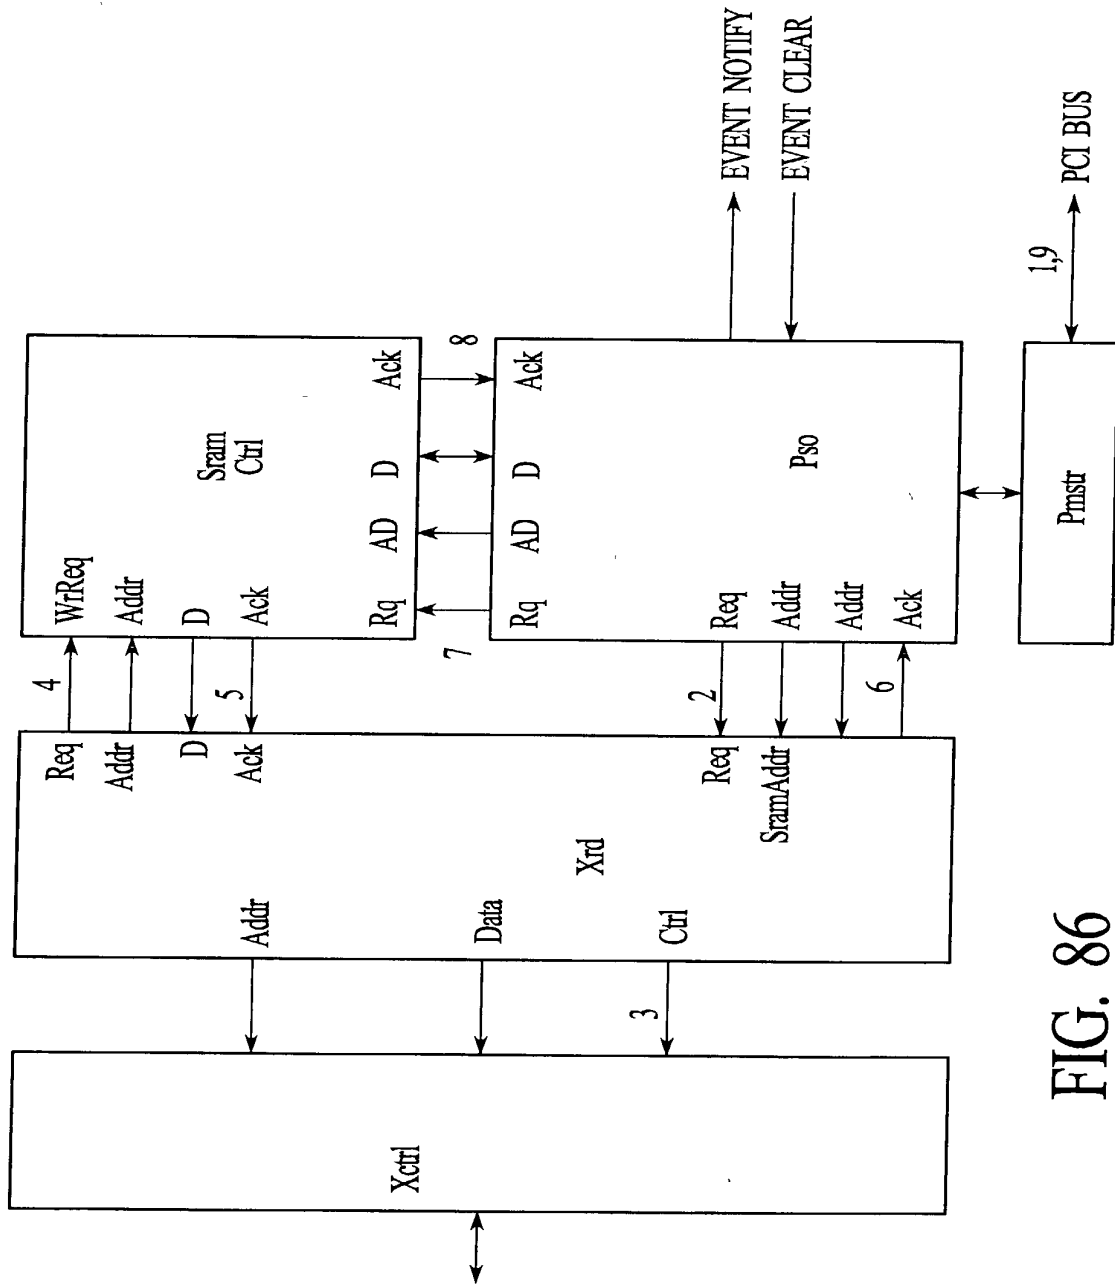 EVENT NOTIFY
EVENT CLEAR
PCI BUS
1,9
Ack
8
Ack
Sram
Ctrl
D
D
Pso
Pmstr
AD
AD
WrReq
Addr
D
Ack
Rq
Rq
Req
Addr
Addr
Ack
4
5
7
2
6
Req
Addr
D
Ack
Req
SramAddr
Xrd
Addr
Data
Ctrl
3
Xctrl
FIG. 86